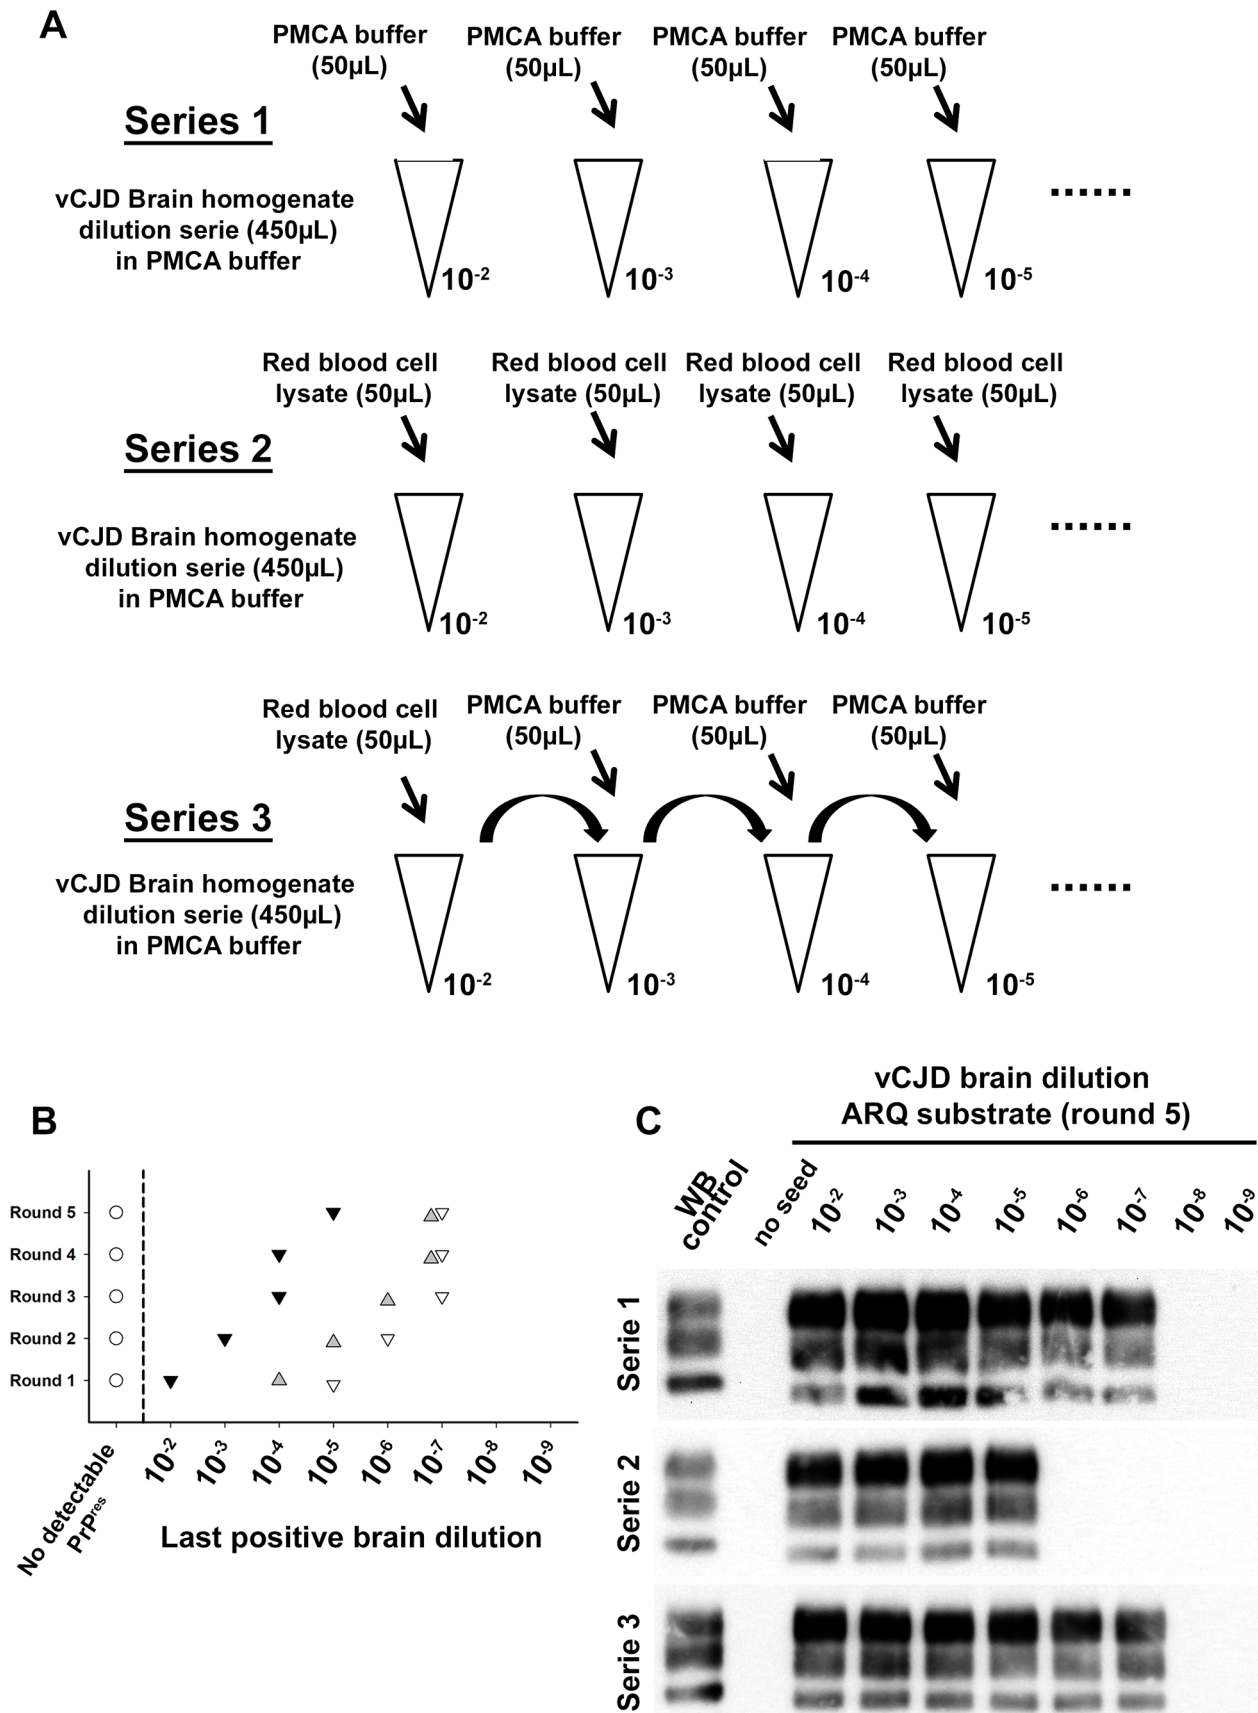 A
PMCA buffer
(50µL)
PMCA buffer
(50µL)
PMCA buffer
(50µL)
PMCA buffer
(50µL)
Series 1
vCJD Brain homogenate
dilution serie (450µL)
in PMCA buffer
10-2
10-3
10-4
10-5
......
Red blood cell
lysate (50µL)
Red blood cell
lysate (50µL)
Red blood cell
lysate (50µL)
Red blood cell
lysate (50µL)
Series 2
vCJD Brain homogenate
dilution serie (450µL)
in PMCA buffer
10-2
10-3
10-4
10-5
......
Red blood cell
lysate (50µL)
PMCA buffer
(50µL)
PMCA buffer
(50µL)
PMCA buffer
(50µL)
Series 3
vCJD Brain homogenate
dilution serie (450µL)
in PMCA buffer
10-2
10-3
10-4
10-5
......
B
Round 5
Round 4
Round 3
Round 2
Round 1
No detectable
PrPres
10-2
10-3
10-4
10-5
10-6
10-7
10-8
10-9
Last positive brain dilution
C
vCJD brain dilution
ARQ substrate (round 5)
WB
control
no seed
10-2
10-3
10-4
10-5
10-6
10-7
10-8
10-9
Serie 1
Serie 2
Serie 3